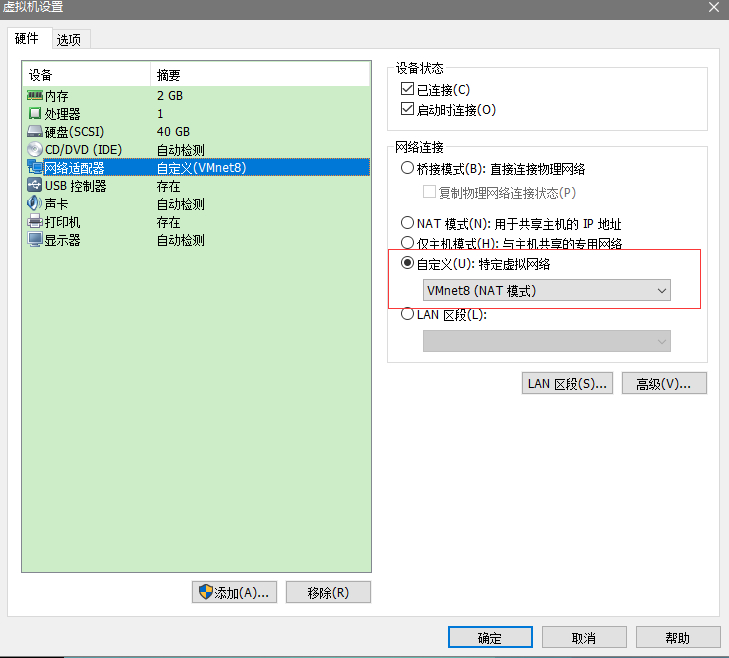 虚拟机设置
硬件 选项
设备 摘要
内存 2 GB
处理器 1
硬盘(SCSI) 40 GB
CD/DVD (IDE) 自动检测
网络适配器 自定义(VMnet8)
USB 控制器 存在
声卡 自动检测
打印机 存在
显示器 自动检测
添加(A)... 移除(R)
设备状态
已连接(C)
启动时连接(O)
网络连接
桥接模式(B): 直接连接物理网络
复制物理网络连接状态(P)
NAT 模式(N): 用于共享主机的 IP 地址
仅主机模式(H): 与主机共享的专用网络
自定义(U): 特定虚拟网络
VMnet8 (NAT 模式)
LAN 区段(L):
LAN 区段(S)... 高级(V)...
确定 取消 帮助